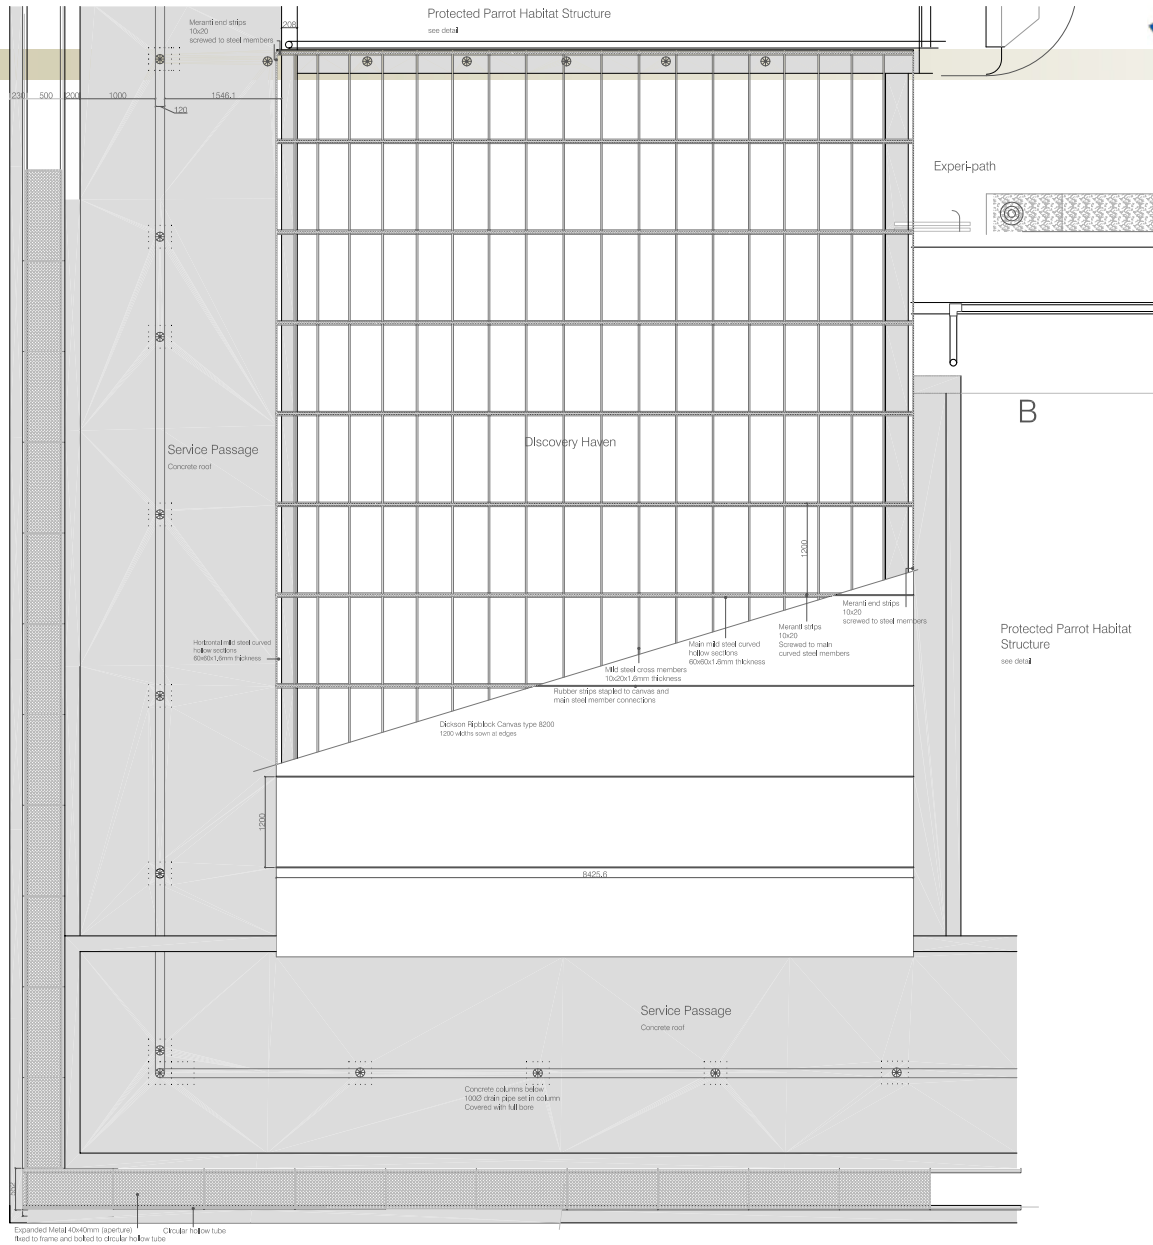 Meranti end strips
10x20
screwed to steel members
208
Protected Parrot Habitat Structure
see detail
230
500
200
1000
1546.1
120
Experi-path
B
Service Passage
Concrete roof
Discovery Haven
1200
Meranti end strips
10x20
screwed to steel members
Meranti strips
10x20
Screwed to main
curved steel members
Main mild steel curved
hollow sections
60x60x1.6mm thickness
Mild steel cross members
10x20x1.6mm thickness
Rubber strips stapled to canvas and
main steel member connections
Horizontal mild steel curved
hollow sections
60x60x1.6mm thickness
Protected Parrot Habitat
Structure
see detail
Dickson Ripblock Canvas type 8200
1200 widths sown at edges
1200
8425.6
Service Passage
Concrete roof
Concrete columns below
100Ø drain pipe set in column
Covered with full bore
Expanded Metal 40x40mm (aperture)
fixed to frame and bolted to circular hollow tube
Circular hollow tube